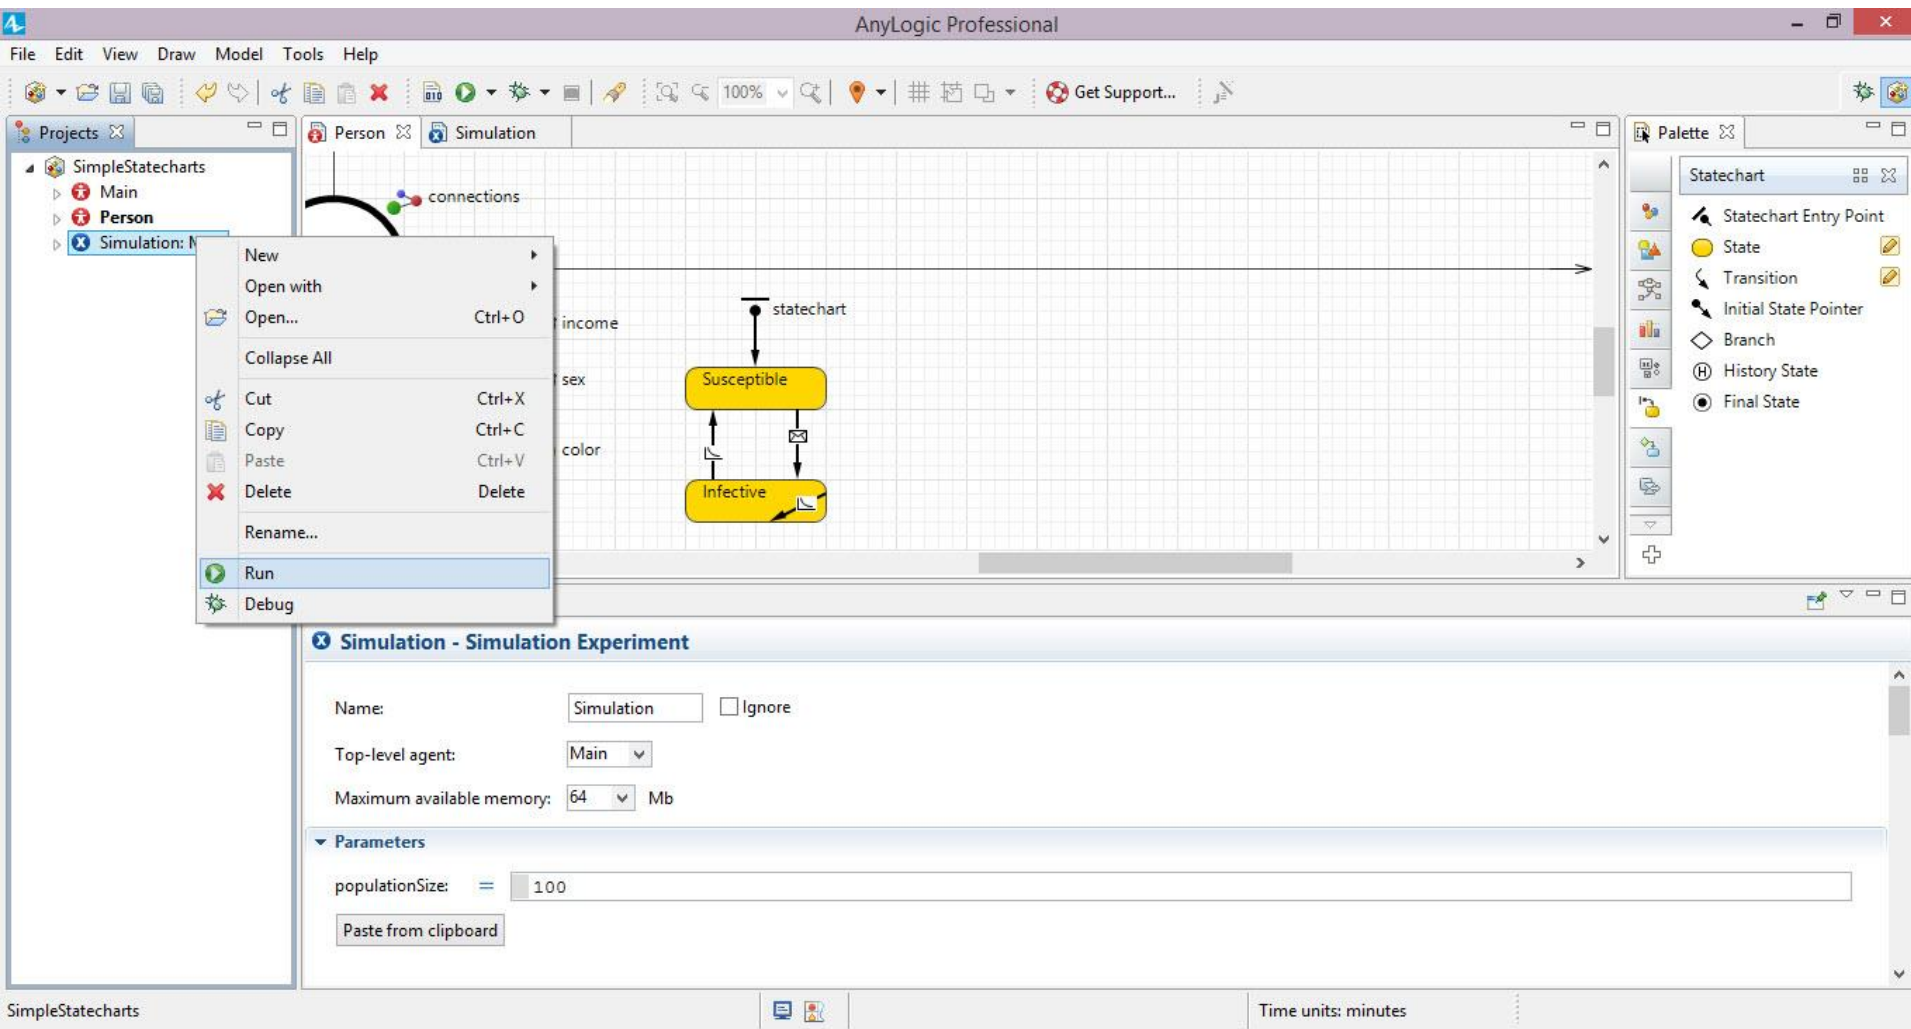 AnyLogic Professional
File Edit View Draw Model Tools Help
100% Get Support...
Projects
SimpleStatecharts
Main
Person
Simulation: M
New
Open with
Open... Ctrl+O
Collapse All
Cut Ctrl+X
Copy Ctrl+C
Paste Ctrl+V
Delete Delete
Rename...
Run
Debug
Person Simulation
connections
income
sex
color
statechart
Susceptible
Infective
Palette
Statechart
Statechart Entry Point
State
Transition
Initial State Pointer
Branch
History State
Final State
Simulation - Simulation Experiment
Name: Simulation Ignore
Top-level agent: Main
Maximum available memory: 64 Mb
Parameters
populationSize: = 100
Paste from clipboard
SimpleStatecharts Time units: minutes